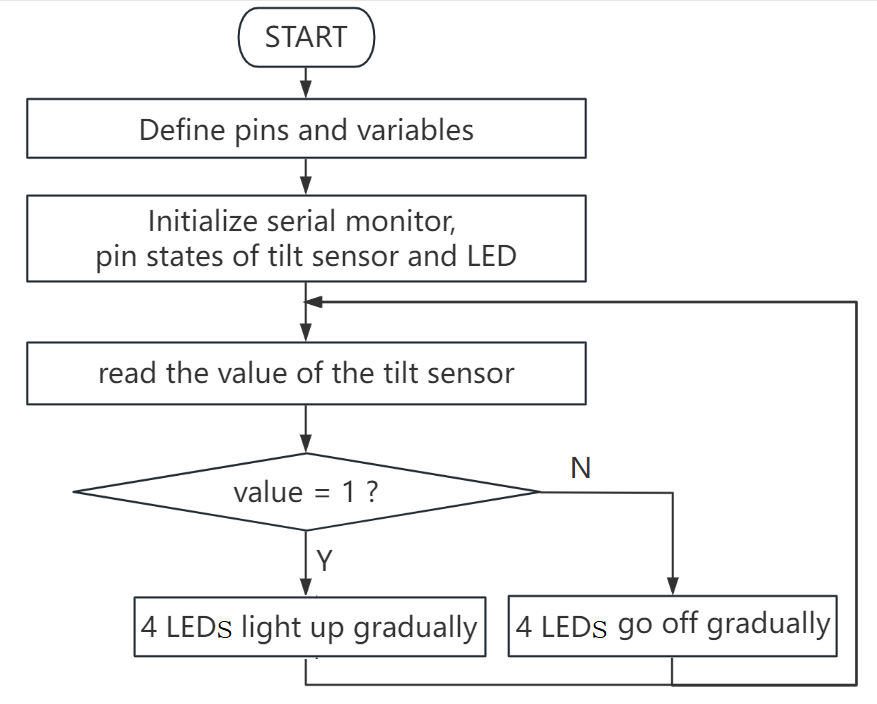 START
Define pins and variables
Initialize serial monitor,
pin states of tilt sensor and LED
read the value of the tilt sensor
value = 1 ?
N
Y
4 LEDs light up gradually
4 LEDs go off gradually